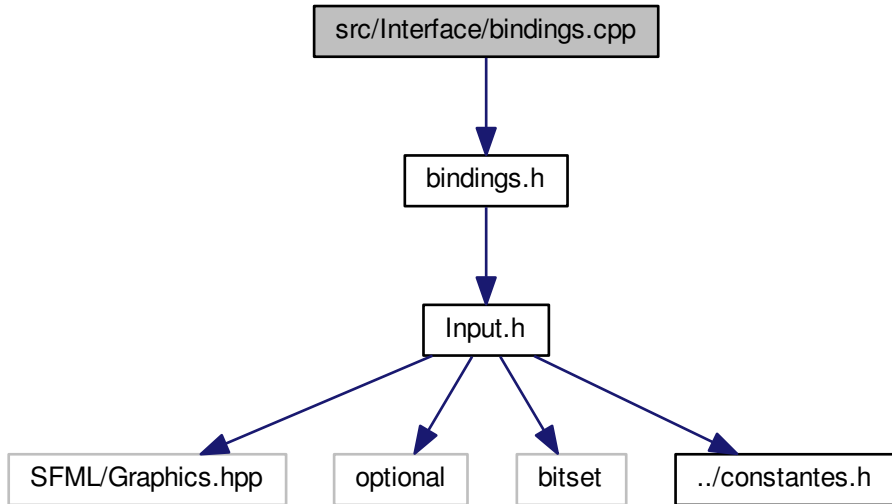 src/Interface/bindings.cpp
bindings.h
Input.h
SFML/Graphics.hpp
optional
bitset
../constantes.h